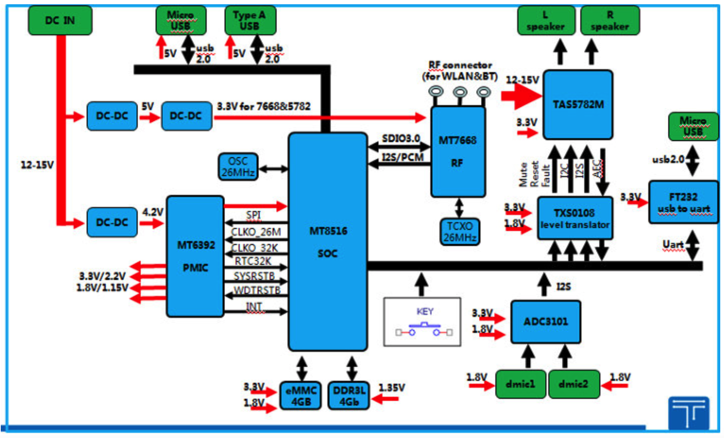 DC IN
Micro
USB
Type A
USB
L
speaker
R
speaker
5V
usb
2.0
5V
usb
2.0
RF connector
(for WLAN&BT)
12-15V
TAS5782M
DC-DC
5V
DC-DC
3.3V for 7668&5782
3.3V
Micro
USB
MT7668
RF
SDIO3.0
I2S/PCM
OSC
26MHz
Mute
Reset
Fault
I2C
I2S
AEC
usb2.0
12-15V
FT232
usb to uart
3.3V
TXS0108
level translator
3.3V
1.8V
DC-DC
4.2V
MT6392
PMIC
SPI
CLKO_26M
CLKO_32K
RTC32K
SYSRSTB
WDTRSTB
INT
MT8516
SOC
TCXO
26MHz
Uart
3.3V/2.2V
1.8V/1.15V
I2S
KEY
3.3V
1.8V
ADC3101
3.3V
1.8V
eMMC
4GB
DDR3L
4Gb
1.35V
1.8V
dmic1
dmic2
1.8V